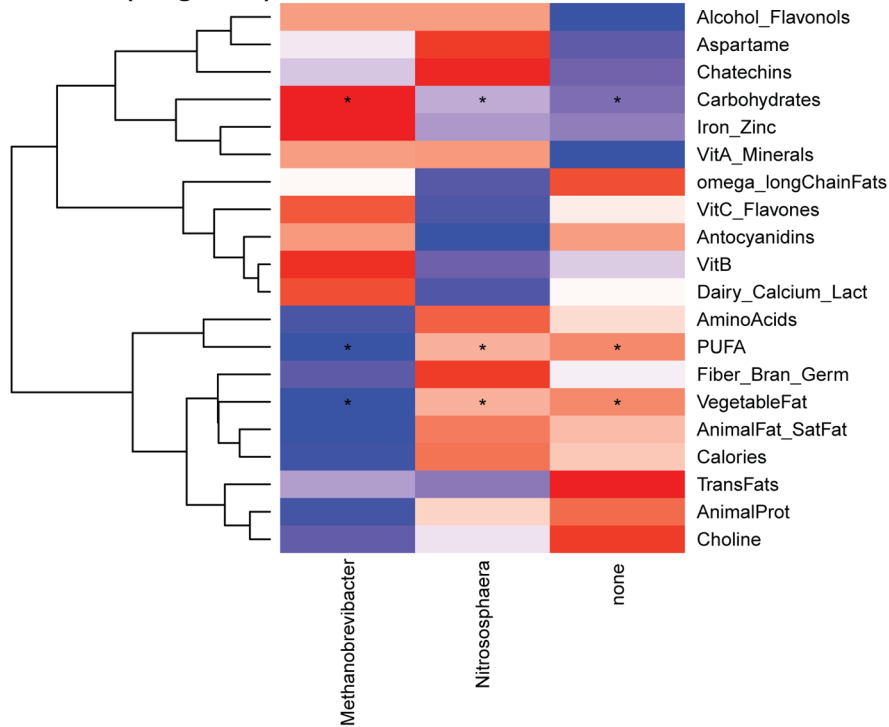 Alcohol_Flavonols
Aspartame
Chatechins
* * * Carbohydrates
Iron_Zinc
VitA_Minerals
omega_longChainFats
VitC_Flavones
Antocyanidins
VitB
Dairy_Calcium_Lact
AminoAcids
* * * PUFA
Fiber_Bran_Germ
* * * VegetableFat
AnimalFat_SatFat
Calories
TransFats
AnimalProt
Choline
Methanobrevibacter
Nitrososphaera
none